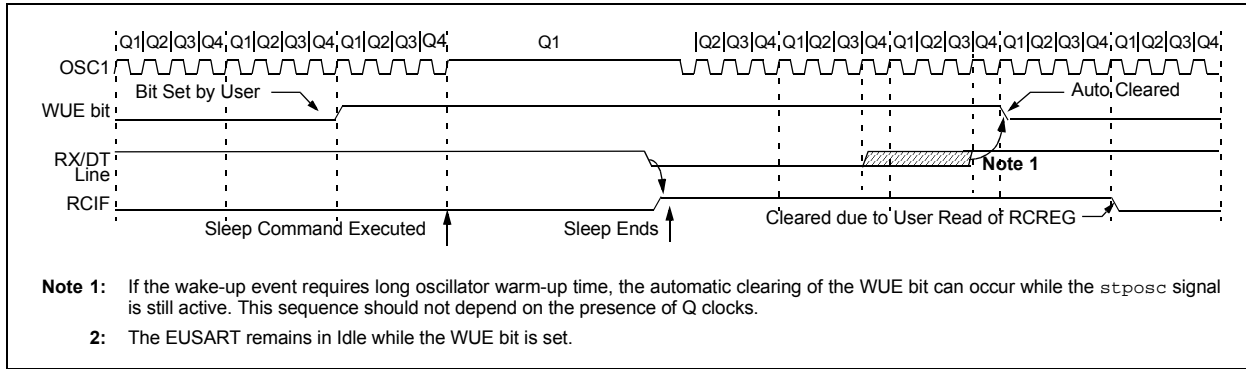 Q1 Q2 Q3 Q4 Q1 Q2 Q3 Q4 Q1 Q2 Q3 Q4 Q1 Q2 Q3 Q4 Q1 Q2 Q3 Q4 Q1 Q2 Q3 Q4 Q1 Q2 Q3 Q4
OSC1
Bit Set by User
Auto Cleared
WUE bit
RX/DT
Line
Note 1
RCIF
Cleared due to User Read of RCREG
Sleep Command Executed
Sleep Ends
Note 1: If the wake-up event requires long oscillator warm-up time, the automatic clearing of the WUE bit can occur while the stposc signal
is still active. This sequence should not depend on the presence of Q clocks.
2: The EUSART remains in Idle while the WUE bit is set.